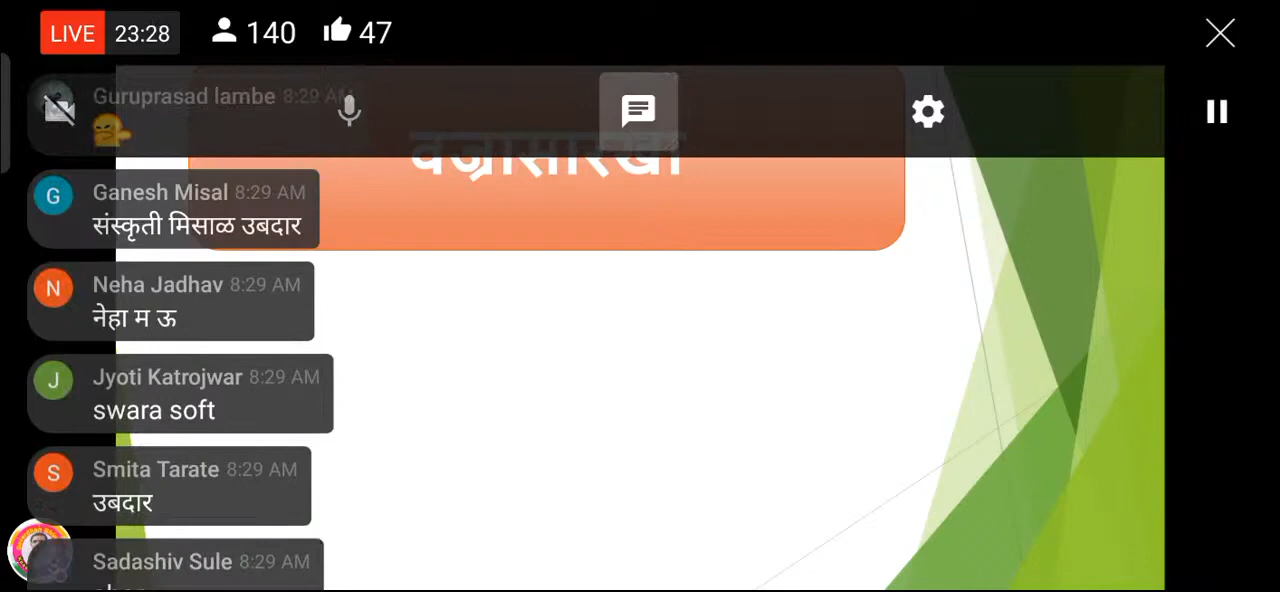 LIVE 23:28 140 47
Guruprasad lambe 8:29 AM
वज्रासारखा
Ganesh Misal 8:29 AM
संस्कृती मिसाळ उबदार
Neha Jadhav 8:29 AM
नेहा म ऊ
Jyoti Katrojwar 8:29 AM
swara soft
Smita Tarate 8:29 AM
उबदार
Sadashiv Sule 8:29 AM